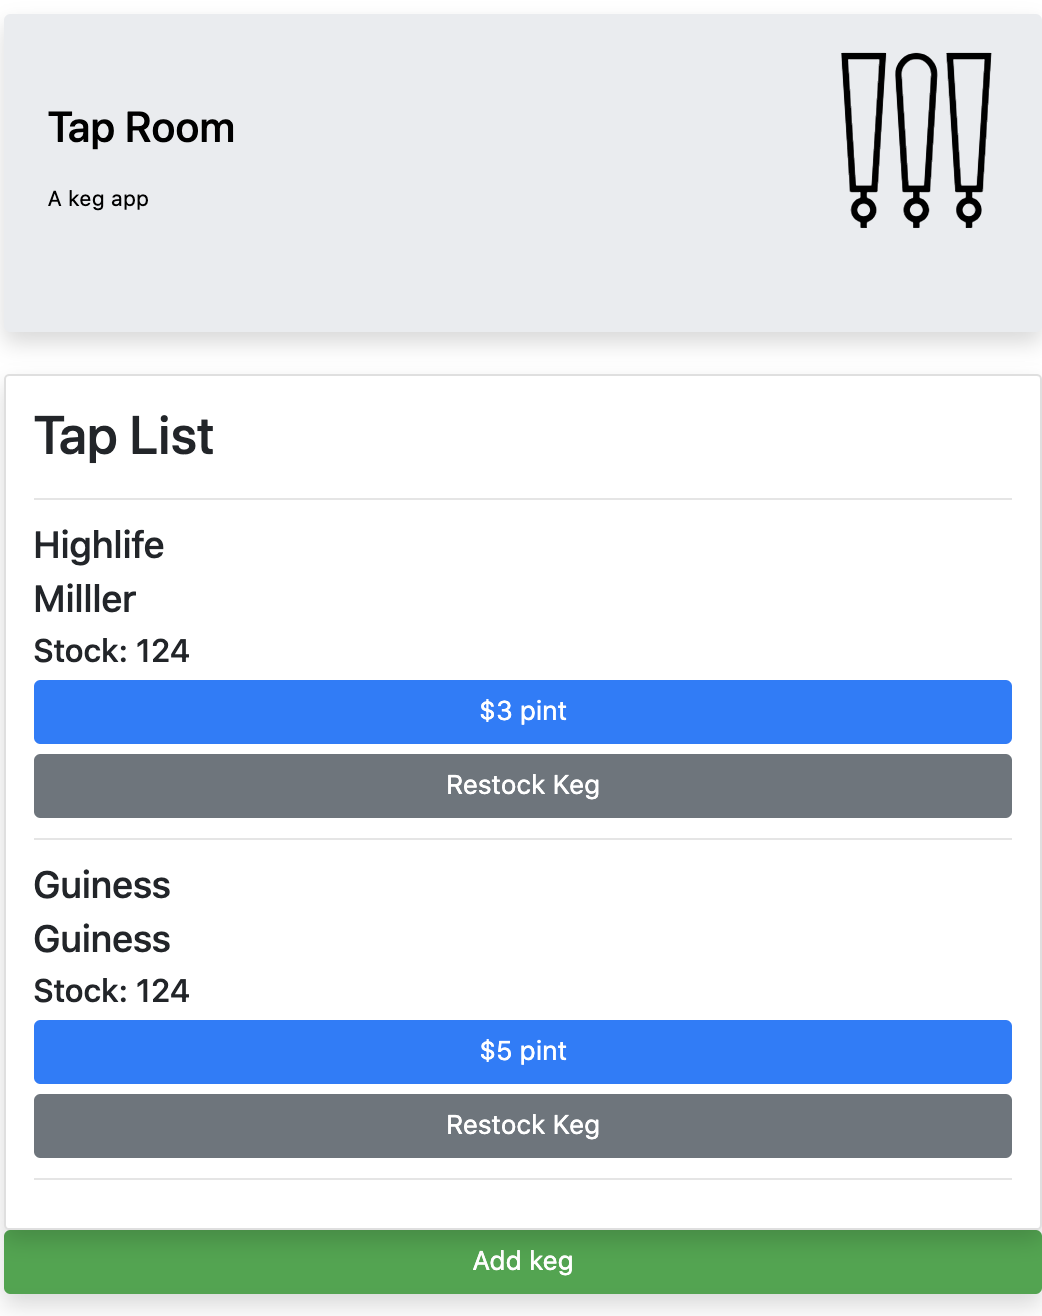 Tap Room
A keg app
Tap List
Highlife
Milller
Stock: 124
$3 pint
Restock Keg
Guiness
Guiness
Stock: 124
$5 pint
Restock Keg
Add keg